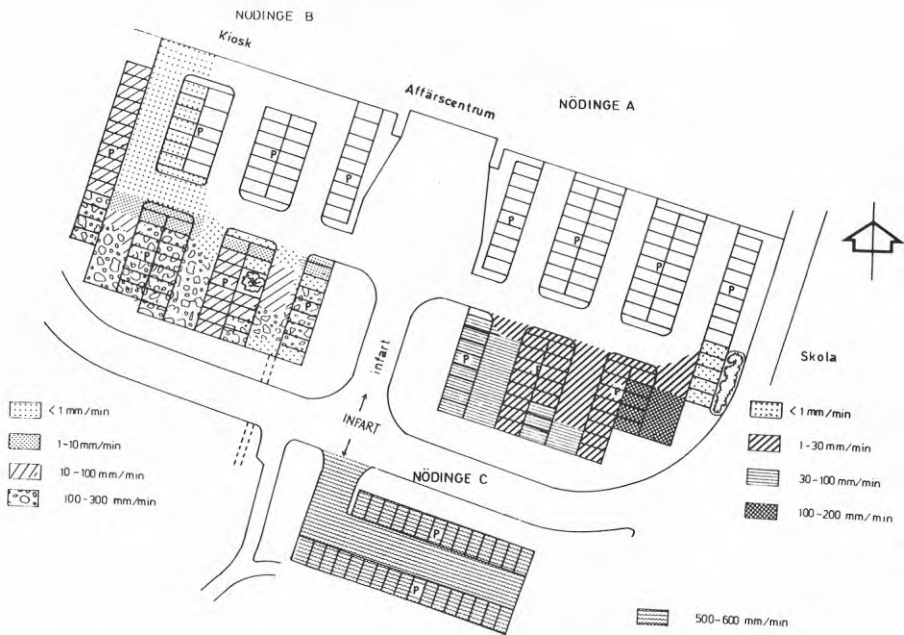 NÖDINGE B
Kiosk
Affärscentrum
NÖDINGE A
P
P
P
P
P
P
P
P
P
P
P
P
P
P
Skola
infart
INFART
< 1 mm/min
1-10 mm/min
10-100 mm/min
100-300 mm/min
< 1 mm/min
1-30 mm/min
30-100 mm/min
100-200 mm/min
NÖDINGE C
P
P
500-600 mm/min